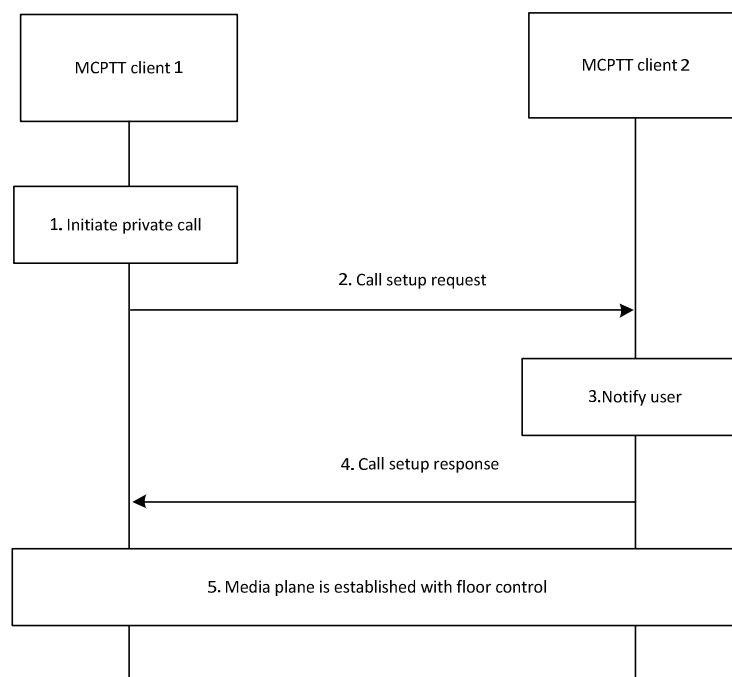 MCPTT client 1
MCPTT client 2
1. Initiate private call
2. Call setup request
3.Notify user
4. Call setup response
5. Media plane is established with floor control